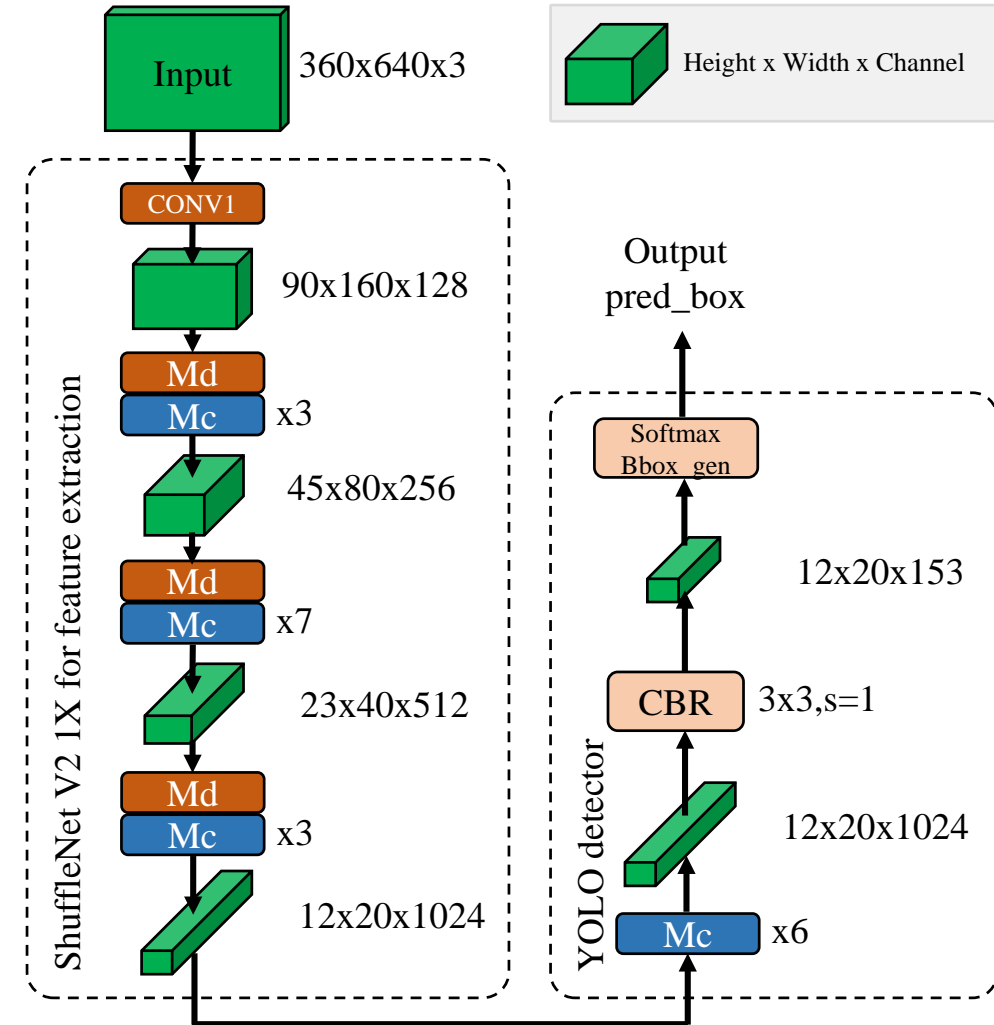 Input
360x640x3
Height x Width x Channel
ShuffleNet V2 1X for feature extraction
CONV1
90x160x128
Md
Mc
x3
45x80x256
Md
Mc
x7
23x40x512
Md
Mc
x3
12x20x1024
Output
pred_box
YOLO detector
Softmax
Bbox_gen
12x20x153
CBR
3x3,s=1
12x20x1024
Mc
x6